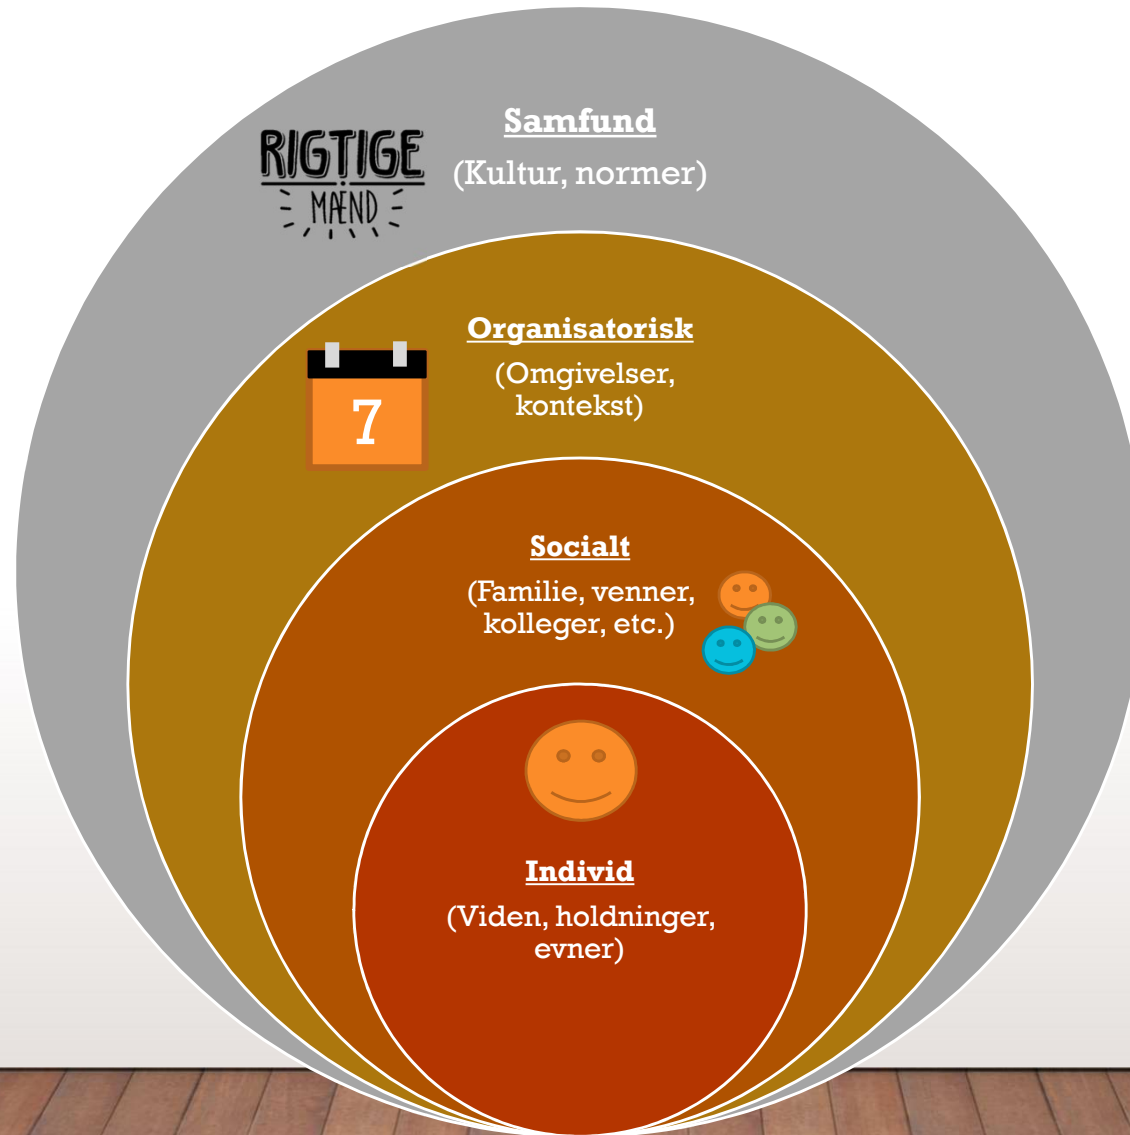 RIGTIGE
MÆND
Samfund
(Kultur, normer)
Organisatorisk
(Omgivelser,
kontekst)
7
Socialt
(Familie, venner,
kolleger, etc.)
Individ
(Viden, holdninger,
evner)